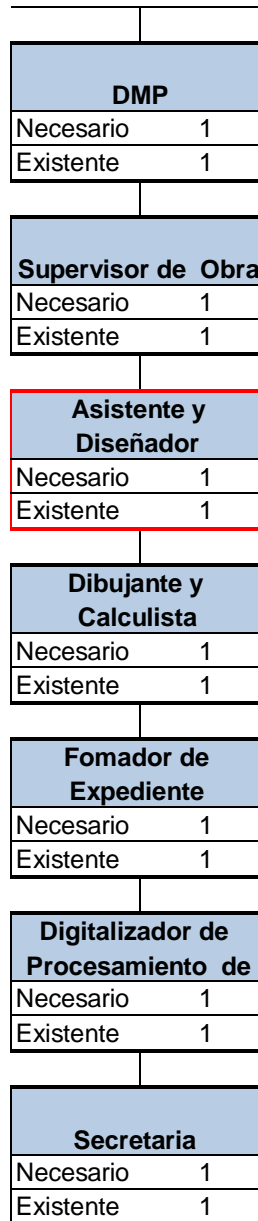 DMP
Necesario 1
Existente 1
Supervisor de Obra
Necesario 1
Existente 1
Asistente y
Diseñador
Necesario 1
Existente 1
Dibujante y
Calculista
Necesario 1
Existente 1
Fomador de
Expediente
Necesario 1
Existente 1
Digitalizador de
Procesamiento de
Necesario 1
Existente 1
Secretaria
Necesario 1
Existente 1